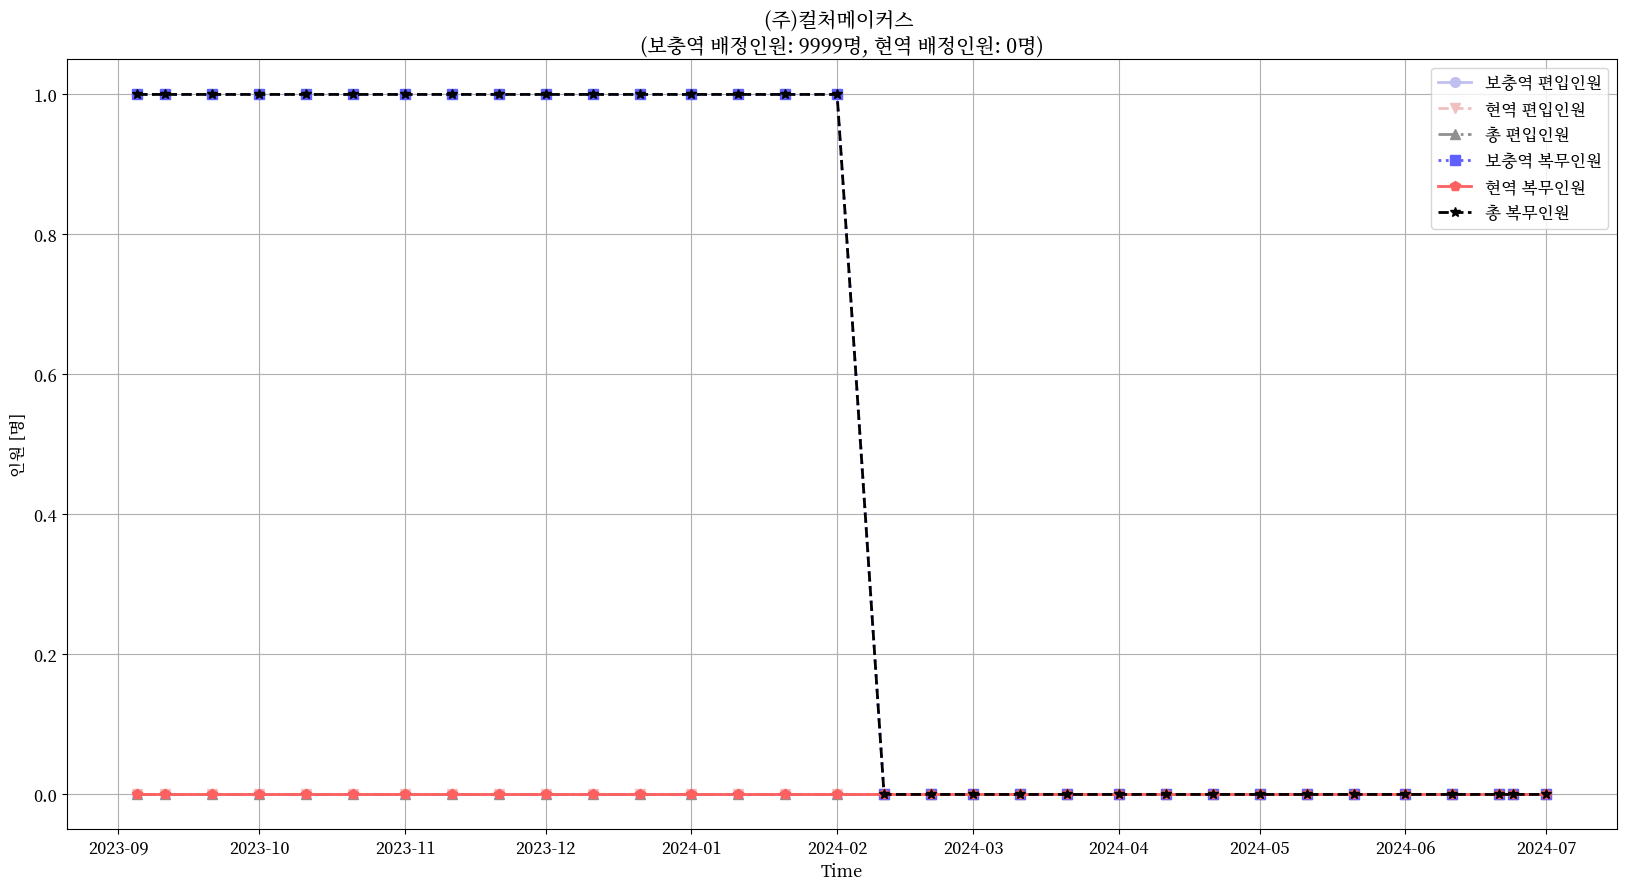 (주)컬처메이커스
(보충역 배정인원: 9999명, 현역 배정인원: 0명)
보충역 편입인원
현역 편입인원
총 편입인원
보충역 복무인원
현역 복무인원
총 복무인원
1.0
0.8
0.6
0.4
0.2
0.0
인원 [명]
2023-09 2023-10 2023-11 2023-12 2024-01 2024-02 2024-03 2024-04 2024-05 2024-06 2024-07
Time